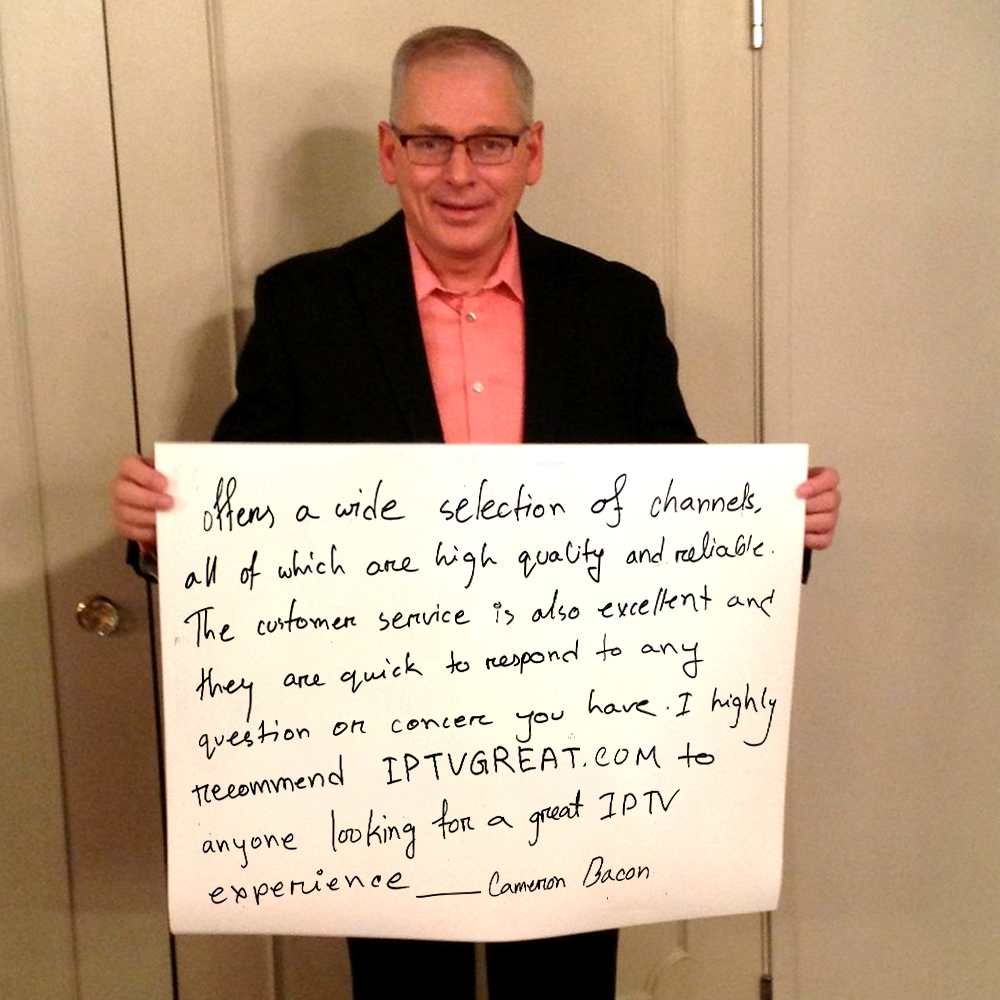 offers a wide selection of channels,
all of which are high quality and reliable.
The customer service is also excellent and
they are quick to respond to any
question or concerc you have. I highly
recommend IPTVGREAT.COM to
anyone looking for a great IPTV
experience ___ Cameron Bacon